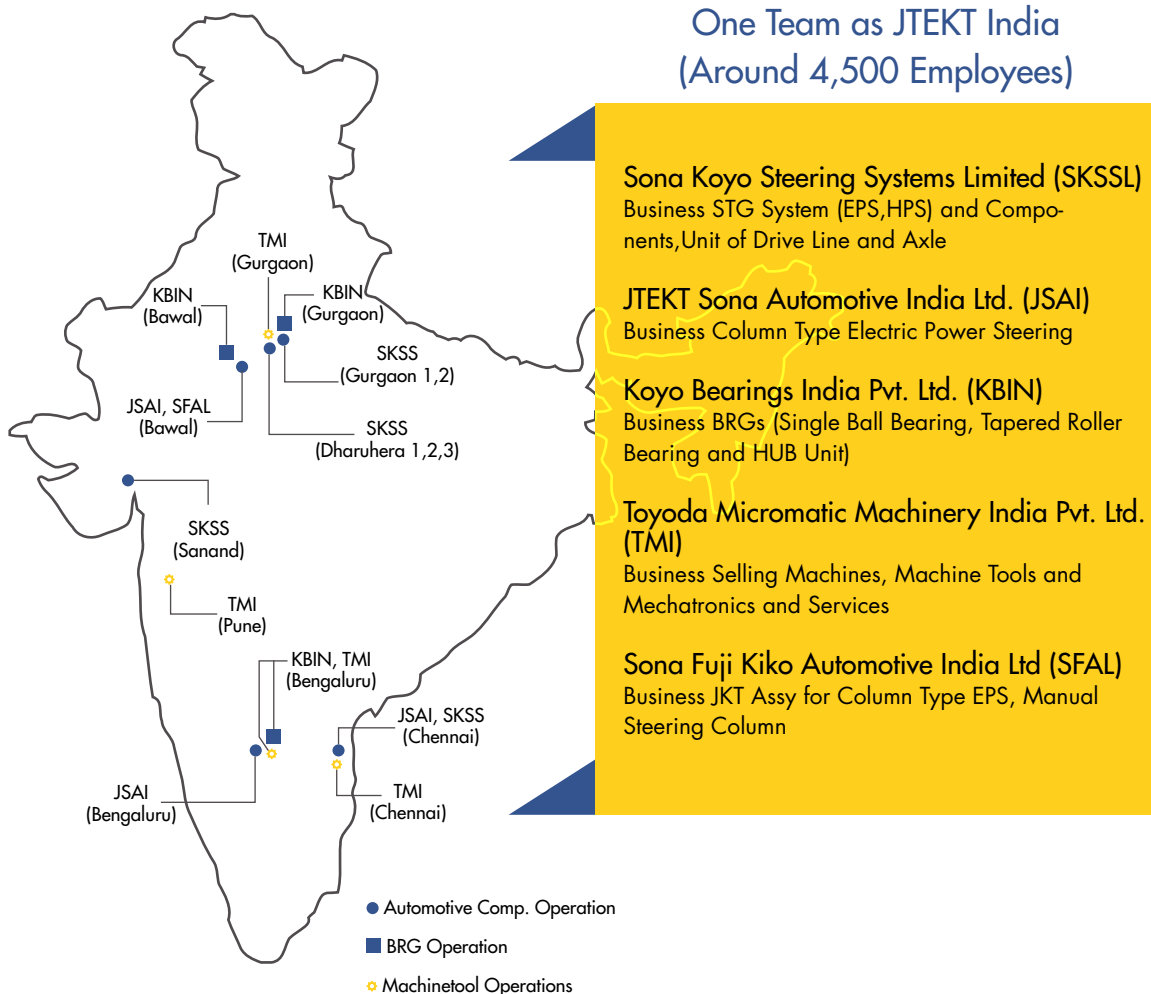 One Team as JTEKT India
(Around 4,500 Employees)
TMI
(Gurgaon)
KBIN
(Bawal)
KBIN
(Gurgaon)
SKSS
(Gurgaon 1,2)
JSAI, SFAL
(Bawal)
SKSS
(Dharuhera 1,2,3)
SKSS
(Sanand)
TMI
(Pune)
KBIN, TMI
(Bengaluru)
JSAI, SKSS
(Chennai)
JSAI
(Bengaluru)
TMI
(Chennai)
Automotive Comp. Operation
BRG Operation
Machinetool Operations
Sona Koyo Steering Systems Limited (SKSSL)
Business STG System (EPS,HPS) and Compo-
nents,Unit of Drive Line and Axle
JTEKT Sona Automotive India Ltd. (JSAI)
Business Column Type Electric Power Steering
Koyo Bearings India Pvt. Ltd. (KBIN)
Business BRGs (Single Ball Bearing, Tapered Roller
Bearing and HUB Unit)
Toyoda Micromatic Machinery India Pvt. Ltd.
(TMI)
Business Selling Machines, Machine Tools and
Mechatronics and Services
Sona Fuji Kiko Automotive India Ltd (SFAL)
Business JKT Assy for Column Type EPS, Manual
Steering Column